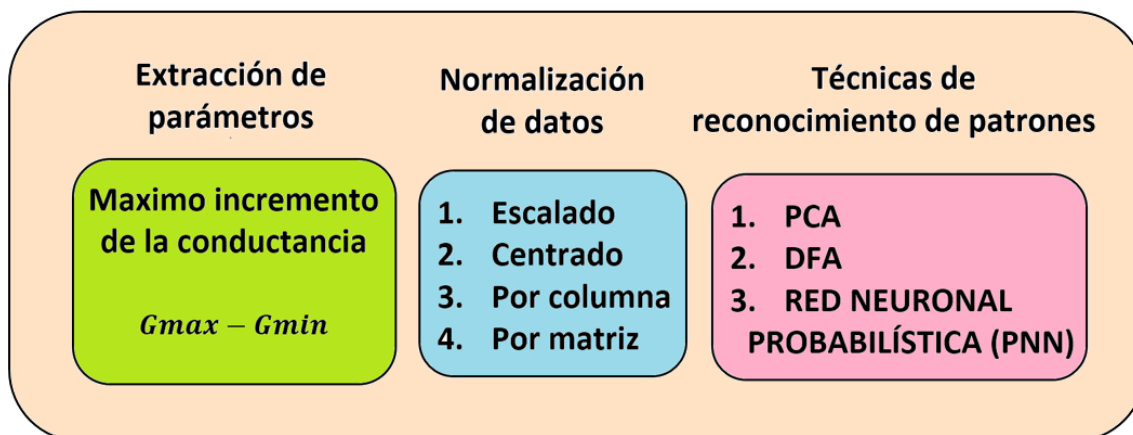 Extracción de
parámetros
Maximo incremento
de la conductancia
Gmax − Gmin
Normalización
de datos
1. Escalado
2. Centrado
3. Por columna
4. Por matriz
Técnicas de
reconocimiento de patrones
1. PCA
2. DFA
3. RED NEURONAL
PROBABILÍSTICA (PNN)